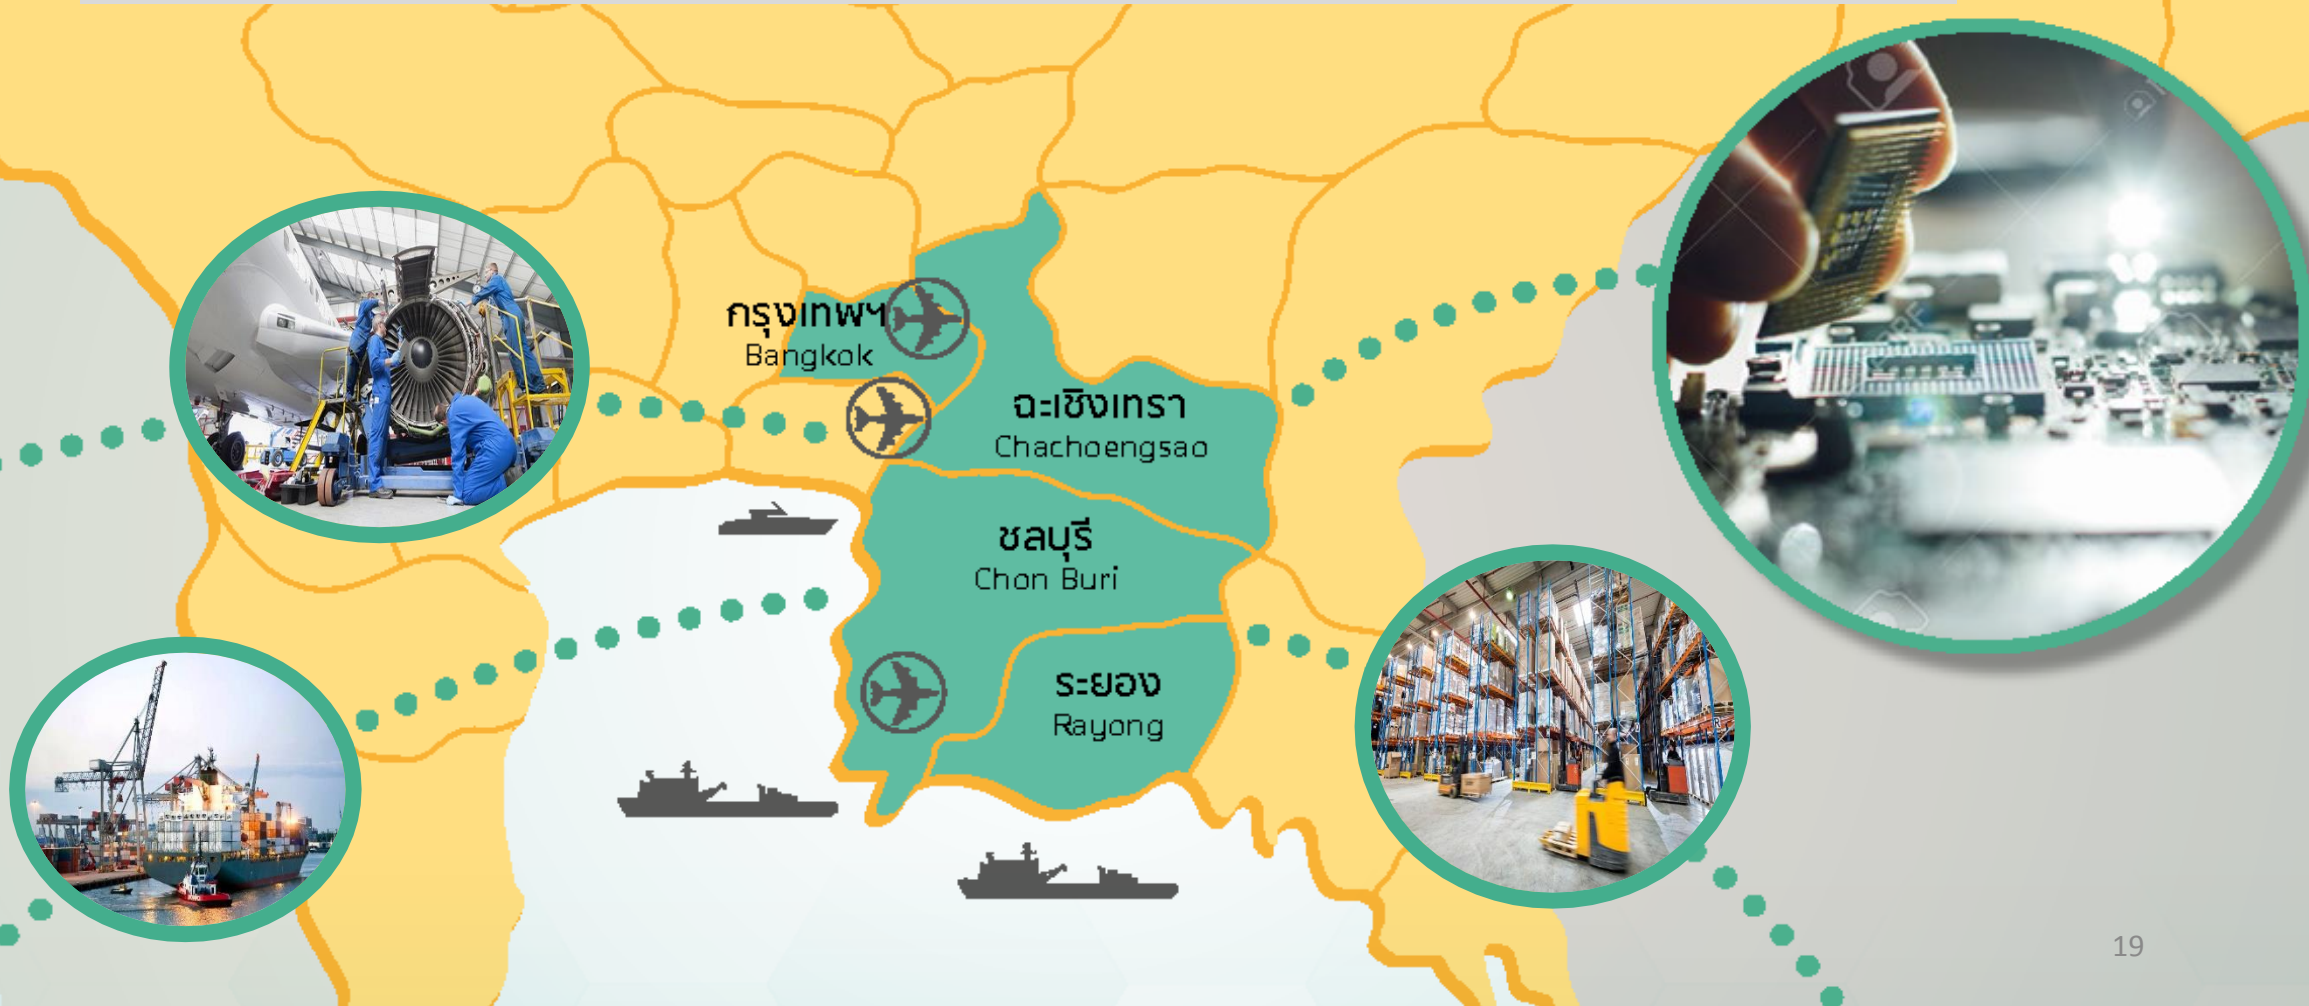 กรุงเทพฯ
Bangkok
ฉะเชิงเทรา
Chachoengsao
ชลบุรี
Chon Buri
ระยอง
Rayong
19